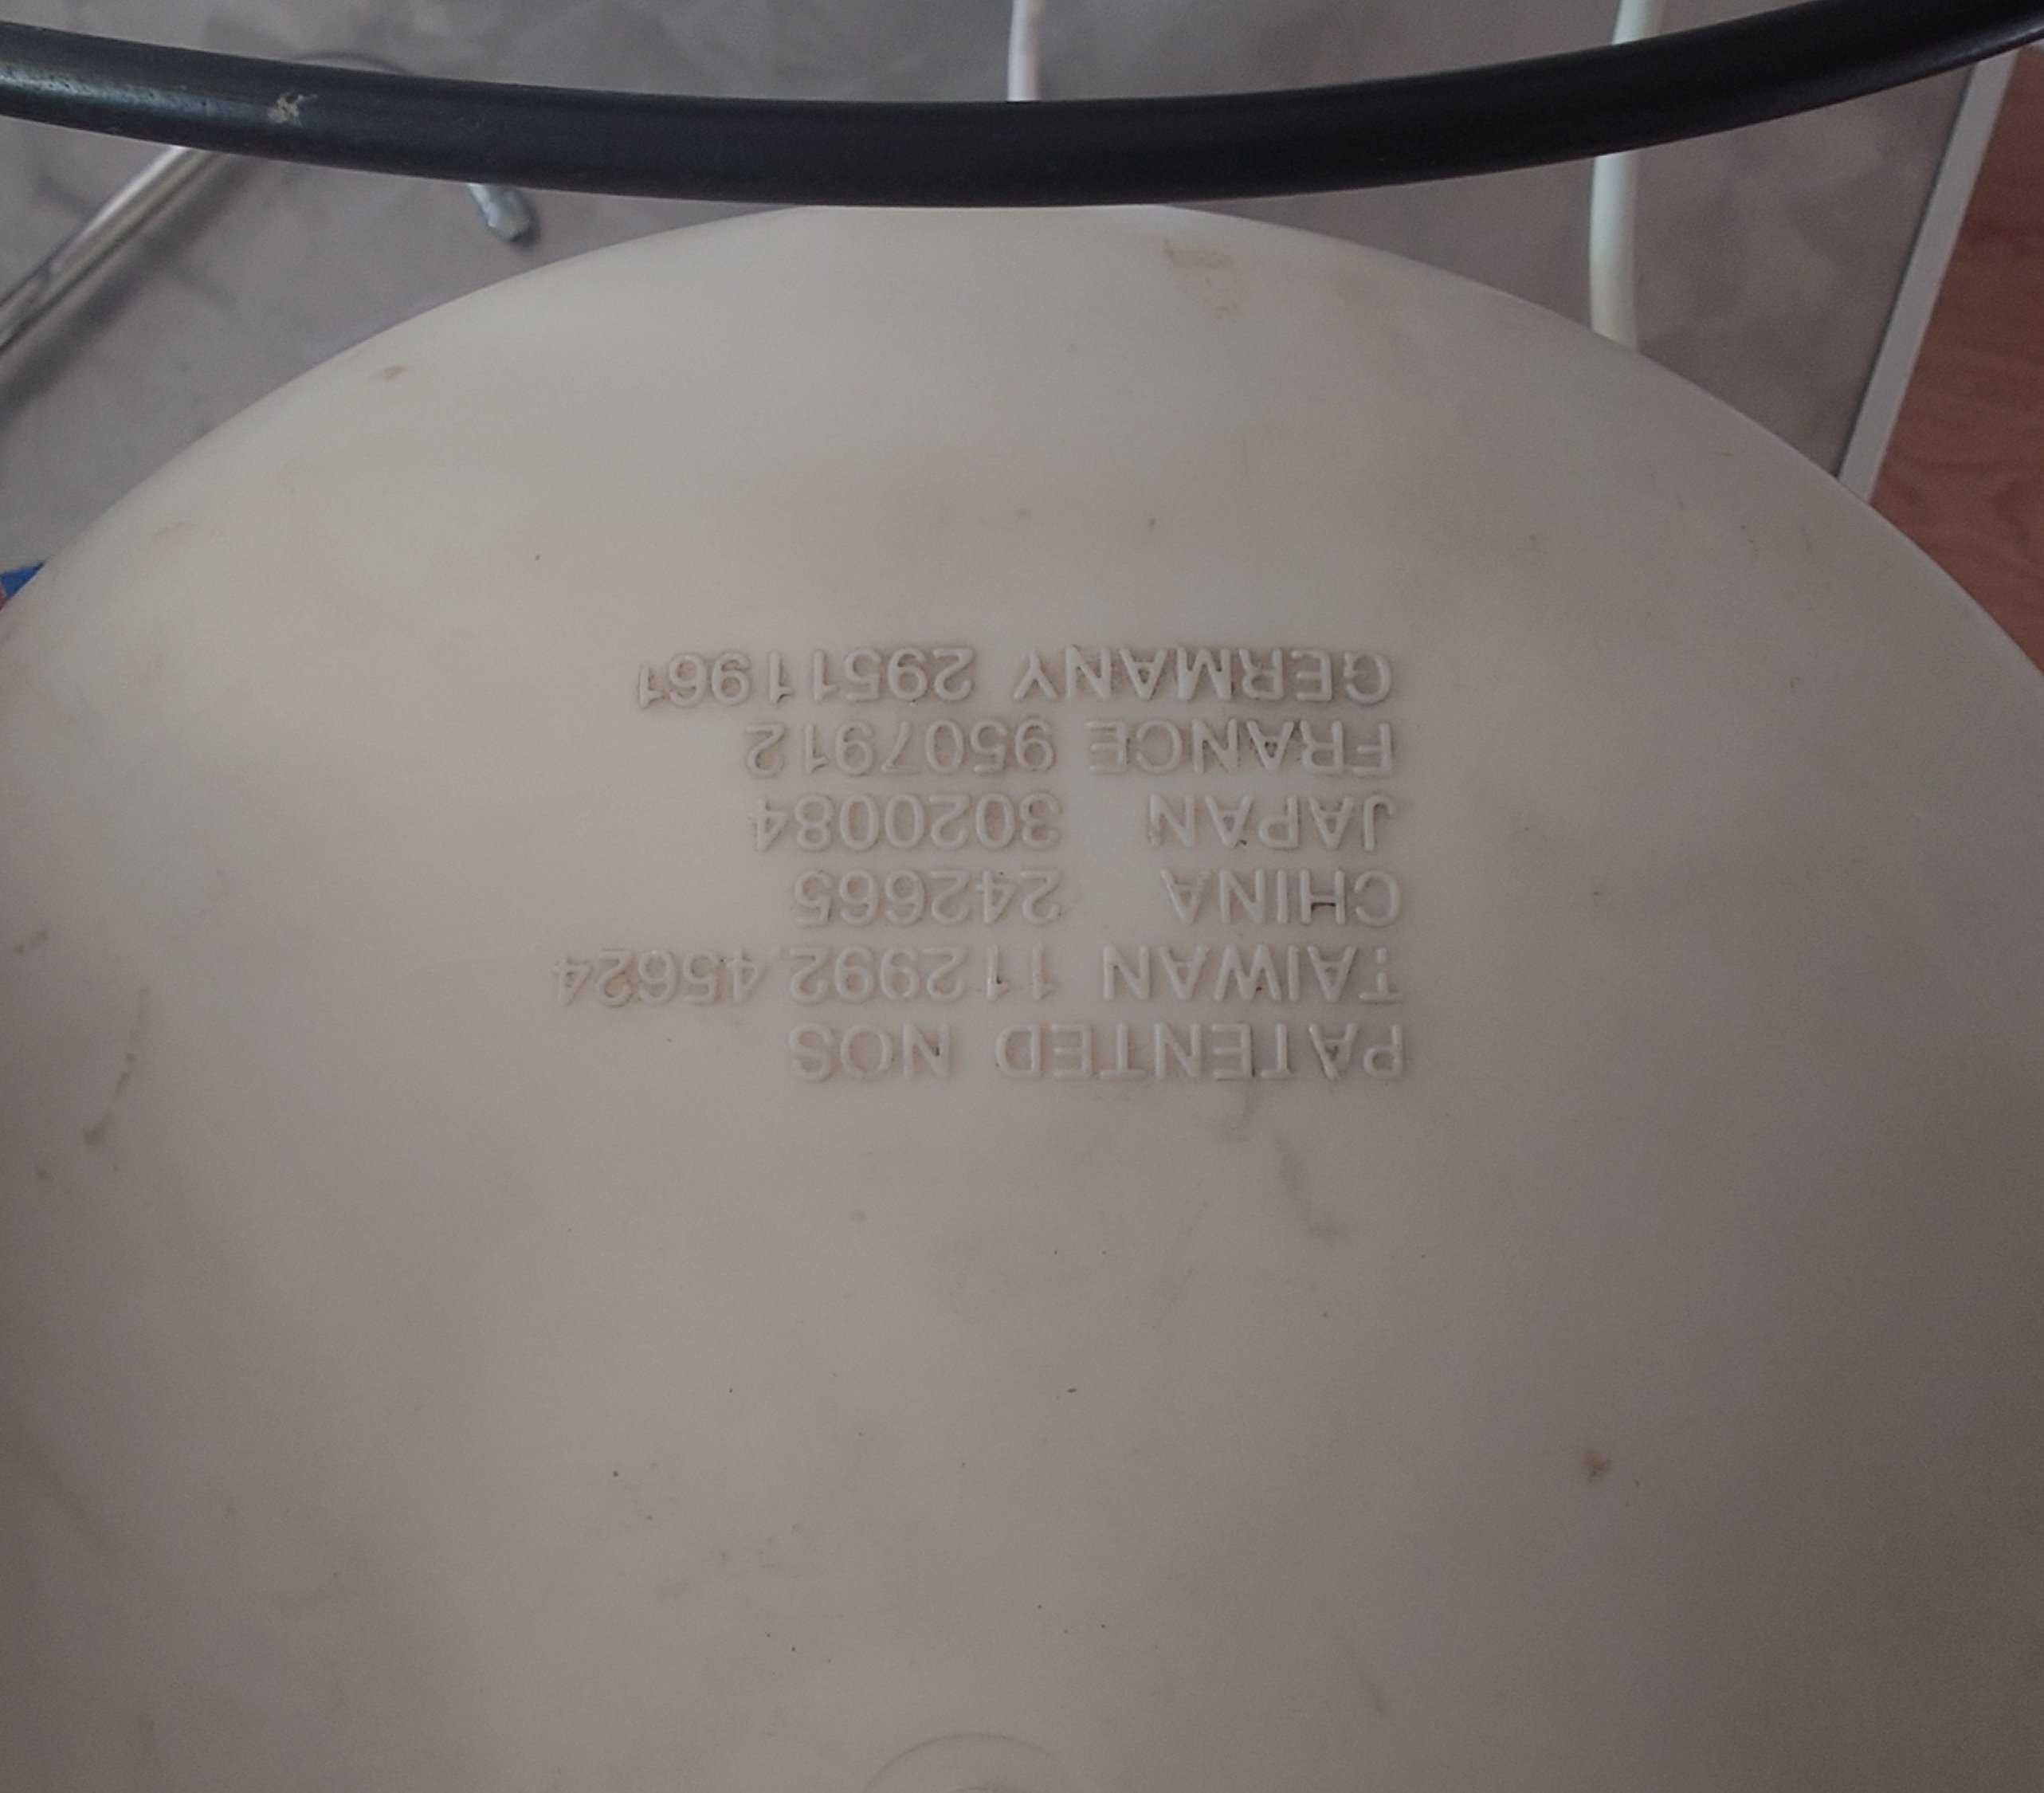 PATENTED NOS
TAIWAN 112992,45624
CHINA 242665
JAPAN 3020084
FRANCE 9507912
GERMANY 29511961